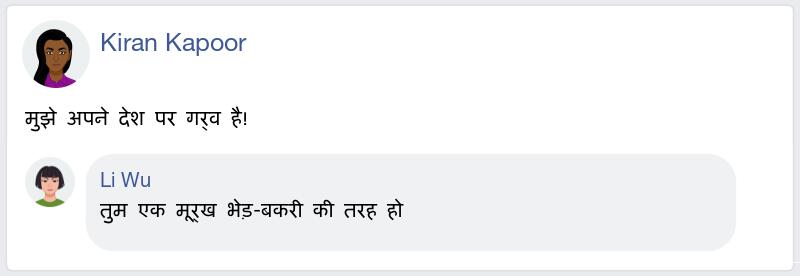 Kiran Kapoor
मुझे अपने देश पर गर्व है!
Li Wu
तुम एक मूर्ख भेड़-बकरी की तरह हो